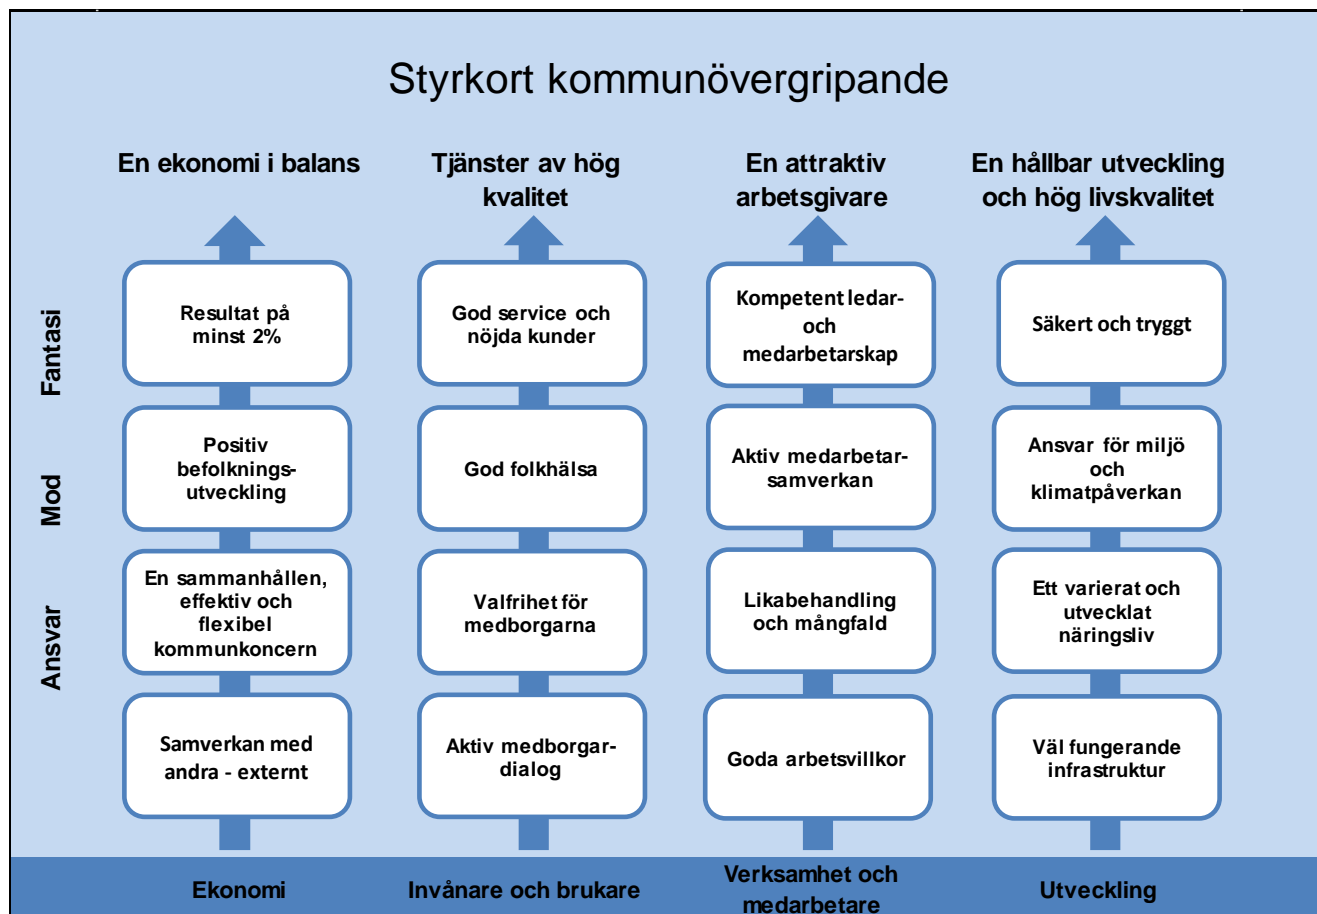 Styrkort kommunövergripande
En ekonomi i balans
Tjänster av hög
kvalitet
En attraktiv
arbetsgivare
En hållbar utveckling
och hög livskvalitet
Fantasi
Mod
Ansvar
Resultat på
minst 2%
God service och
nöjda kunder
Kompetent ledar-
och
medarbetarskap
Säkert och tryggt
Positiv
befolknings-
utveckling
God folkhälsa
Aktiv medarbetar-
samverkan
Ansvar för miljö
och
klimatpåverkan
En sammanhållen,
effektiv och
flexibel
kommunkoncern
Valfrihet för
medborgarna
Likabehandling
och mångfald
Ett varierat och
utvecklat
näringsliv
Samverkan med
andra - externt
Aktiv medborgar-
dialog
Goda arbetsvillkor
Väl fungerande
infrastruktur
Ekonomi
Invånare och brukare
Verksamhet och
medarbetare
Utveckling